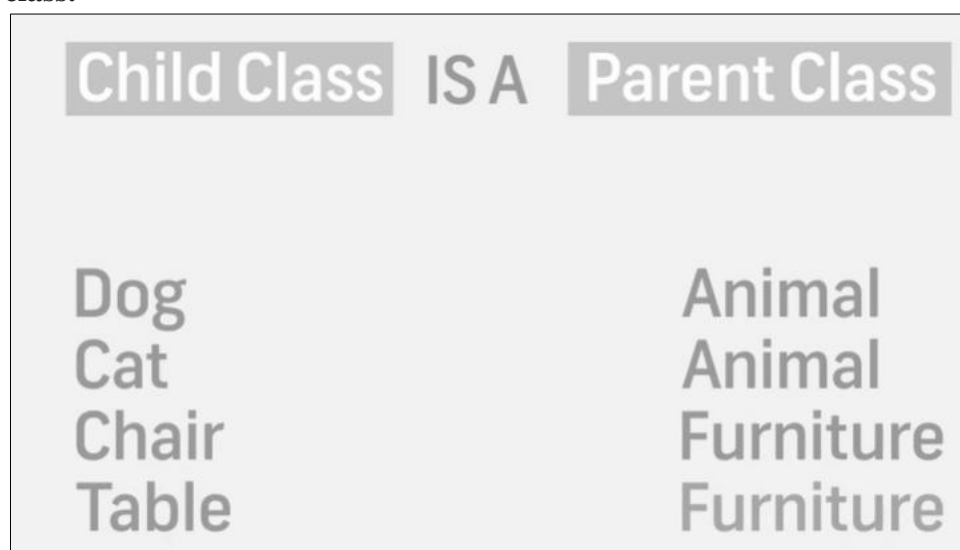 Child Class IS A Parent Class
Dog Animal
Cat Animal
Chair Furniture
Table Furniture